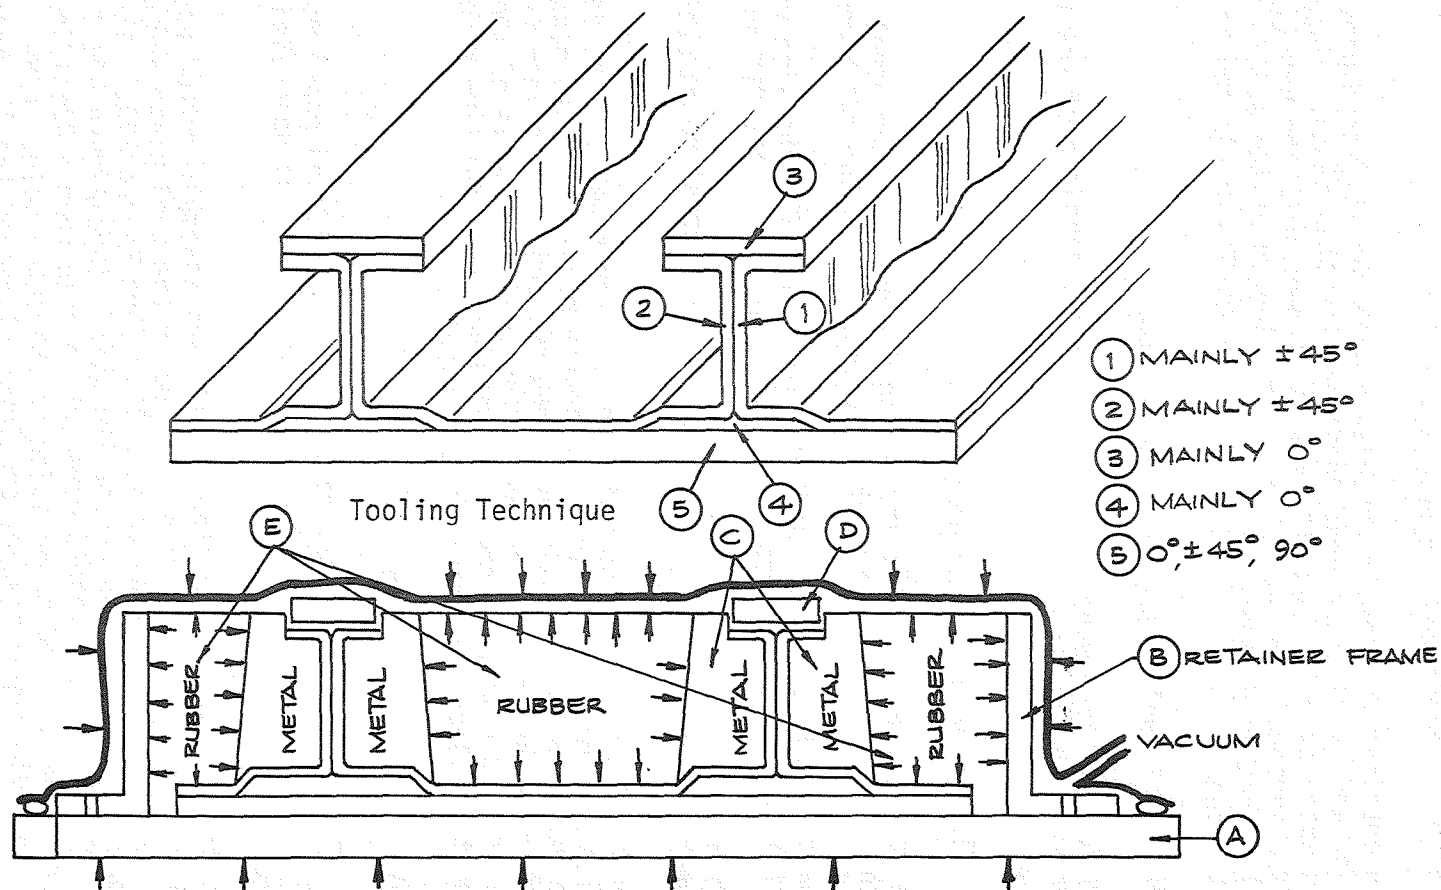 3
2
1
1 MAINLY ±45°
2 MAINLY ±45°
3 MAINLY 0°
4 MAINLY 0°
5 0°, ±45°, 90°
5
4
Tooling Technique
E
C
D
B RETAINER FRAME
RUBBER
METAL
METAL
RUBBER
METAL
METAL
RUBBER
VACUUM
A